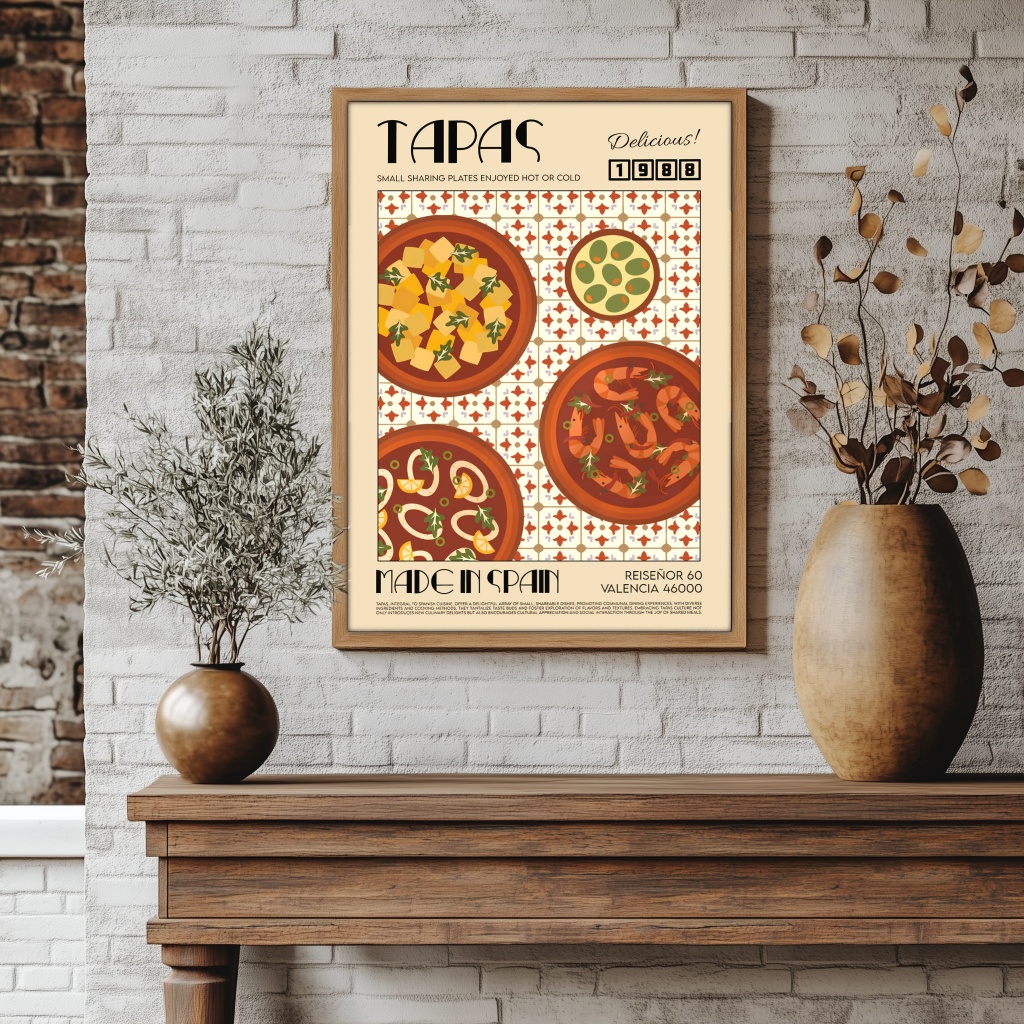 TAPAS
Delicious!
1988
SMALL SHARING PLATES ENJOYED HOT OR COLD
MADE IN SPAIN
REISEÑOR 60
VALENCIA 46000
TAPAS, INTEGRAL TO SPANISH CUISINE, OFFER A DELIGHTFUL ARRAY OF SMALL, SHAREABLE DISHES, PROMOTING COMMUNAL DINING EXPERIENCES. WITH DIVERSE
INGREDIENTS AND COOKING METHODS, THEY TANTALIZE TASTE BUDS AND FOSTER EXPLORATION OF FLAVORS AND TEXTURES. EMBRACING TAPAS CULTURE NOT
ONLY INTRODUCES NEW CULINARY DELIGHTS BUT ALSO ENCOURAGES CULTURAL APPRECIATION AND SOCIAL INTERACTION THROUGH THE JOY OF SHARED MEALS.